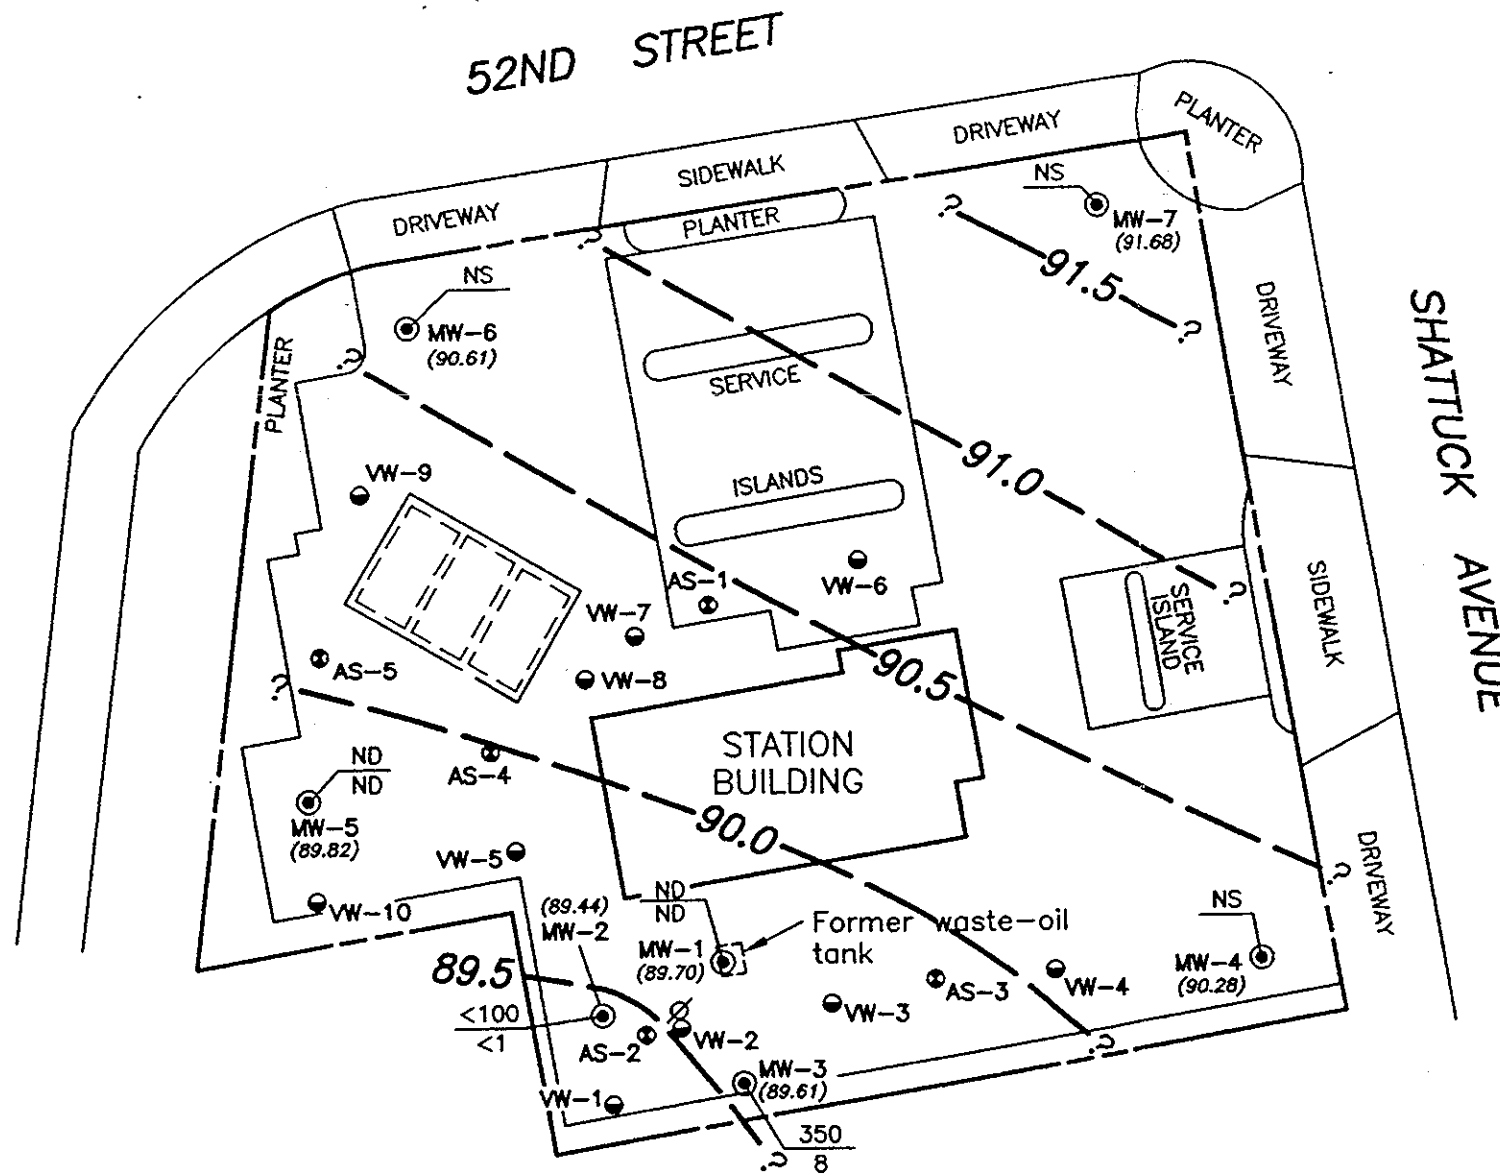 52ND STREET
DRIVEWAY
PLANTER
SIDEWALK
NS
DRIVEWAY
PLANTER
MW-7
(91.68)
?
?
91.5
?
NS
MW-6
(90.61)
?
PLANTER
SERVICE
DRIVEWAY
SHATTUCK AVENUE
VW-9
ISLANDS
91.0
?
AS-1
VW-6
SERVICE
ISLAND
SIDEWALK
VW-7
AS-5
VW-8
?
90.5
STATION
BUILDING
ND
ND
AS-4
MW-5
(89.82)
90.0
VW-5
?
DRIVEWAY
VW-10
(89.44)
MW-2
ND
ND
Former waste-oil
tank
NS
MW-1
(89.70)
MW-4
(90.28)
89.5
AS-3
VW-4
VW-3
<100
<1
AS-2
VW-2
?
MW-3
(89.61)
VW-1
350
8
?